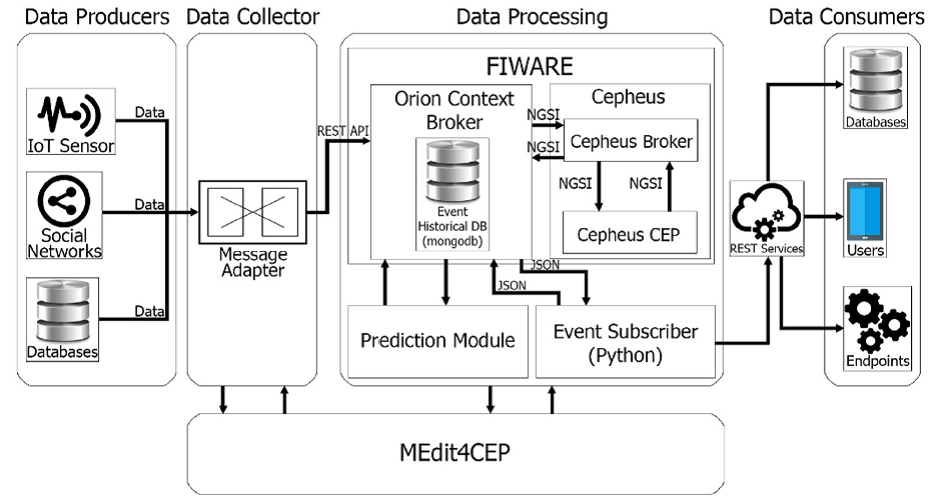 Data Producers
Data Collector
Data Processing
Data Consumers
IoT Sensor
Social
Networks
Databases
Data
Data
Data
Message
Adapter
REST API
FIWARE
Orion Context
Broker
Event
Historical DB
(mongodb)
NGSI
NGSI
Cepheus
Cepheus Broker
NGSI
NGSI
Cepheus CEP
JSON
JSON
Prediction Module
Event Subscriber
(Python)
REST Services
Databases
Users
Endpoints
MEdit4CEP